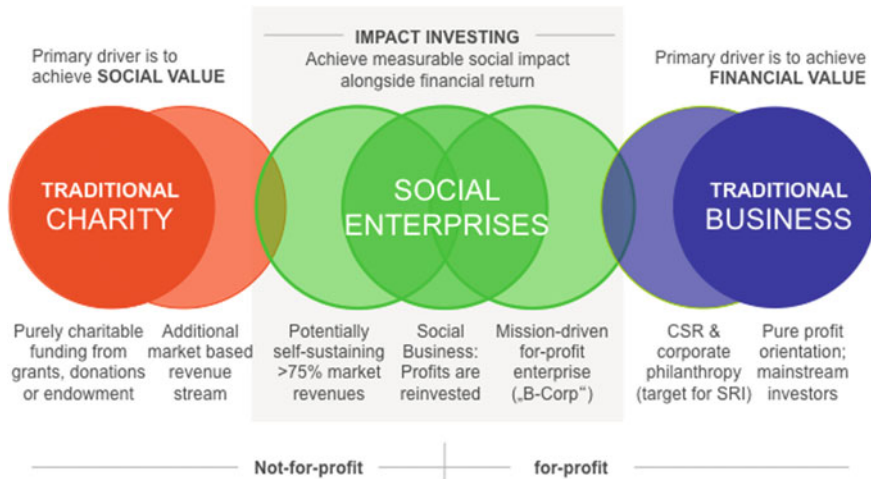 IMPACT INVESTING
Achieve measurable social impact
alongside financial return
Primary driver is to
achieve SOCIAL VALUE
Primary driver is to achieve
FINANCIAL VALUE
TRADITIONAL
CHARITY
SOCIAL
ENTERPRISES
TRADITIONAL
BUSINESS
Purely charitable
funding from
grants, donations
or endowment
Additional
market based
revenue
stream
Potentially
self-sustaining
>75% market
revenues
Social
Business:
Profits are
reinvested
Mission-driven
for-profit
enterprise
(„B-Corp“)
CSR &
corporate
philanthropy
(target for SRI)
Pure profit
orientation;
mainstream
investors
Not-for-profit
for-profit